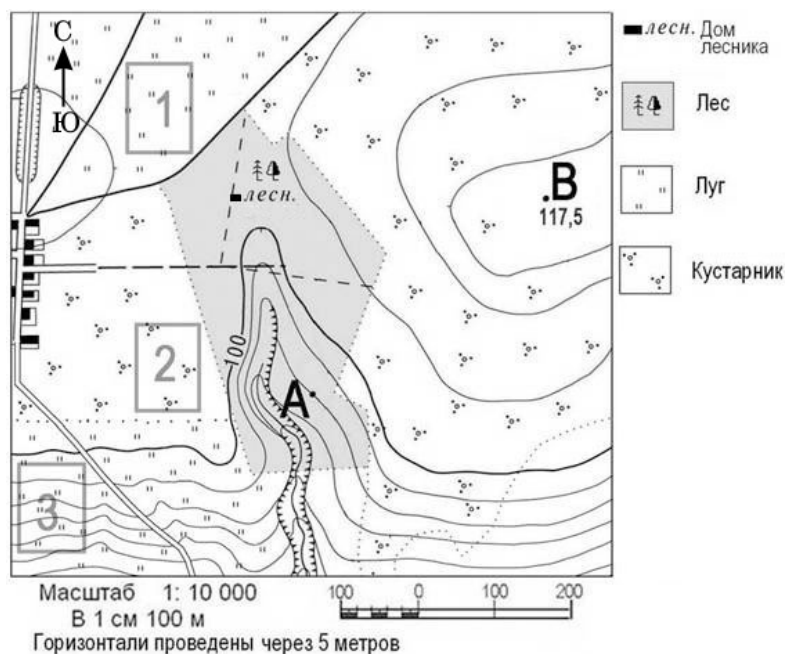 С
Ю
1
лесн.
.В
117,5
2
100
А
3
лесн. Дом
лесника
Лес
Луг
Кустарник
Масштаб 1: 10 000
В 1 см 100 м
100 0 100 200
Горизонтали проведены через 5 метров